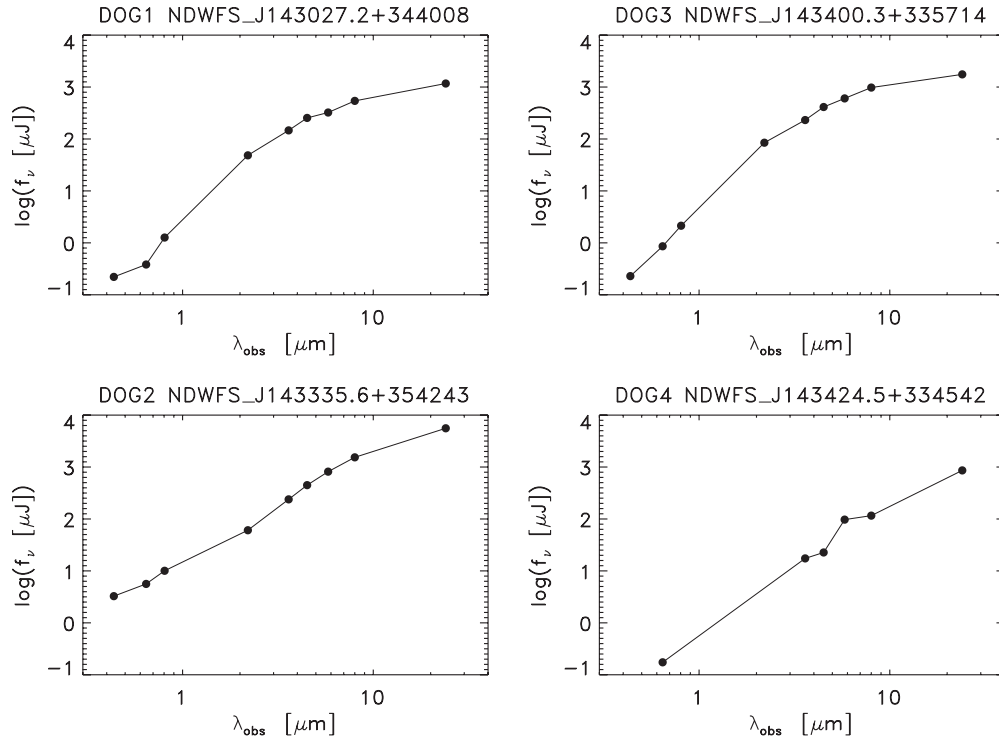 DOG1 NDWFS_J143027.2+344008
4
3
2
1
0
−1
log(fν [μJ])
1 10
λobs [μm]
DOG3 NDWFS_J143400.3+335714
4
3
2
1
0
−1
log(fν [μJ])
1 10
λobs [μm]
DOG2 NDWFS_J143335.6+354243
4
3
2
1
0
−1
log(fν [μJ])
1 10
λobs [μm]
DOG4 NDWFS_J143424.5+334542
4
3
2
1
0
−1
log(fν [μJ])
1 10
λobs [μm]